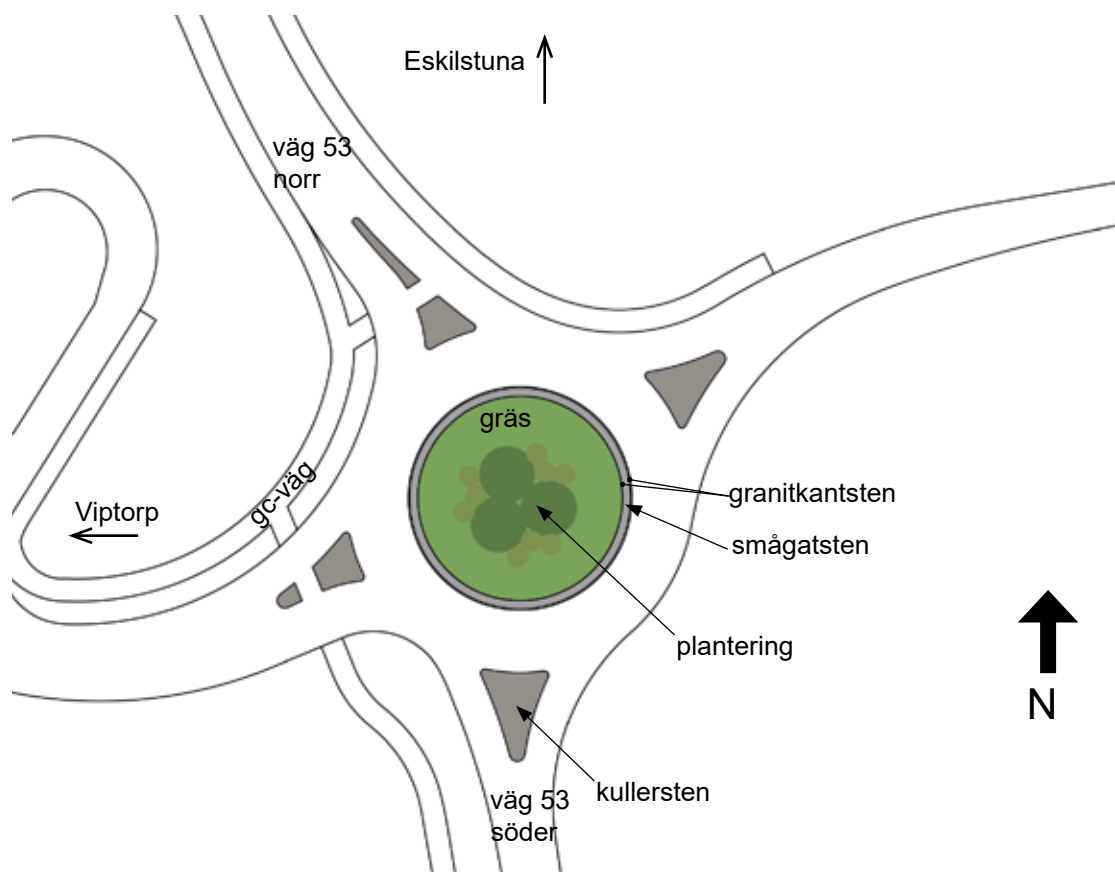 Eskilstuna
väg 53
norr
gräs
granitkantsten
gc-väg
Viptorp
smågatsten
plantering
N
kullersten
väg 53
söder